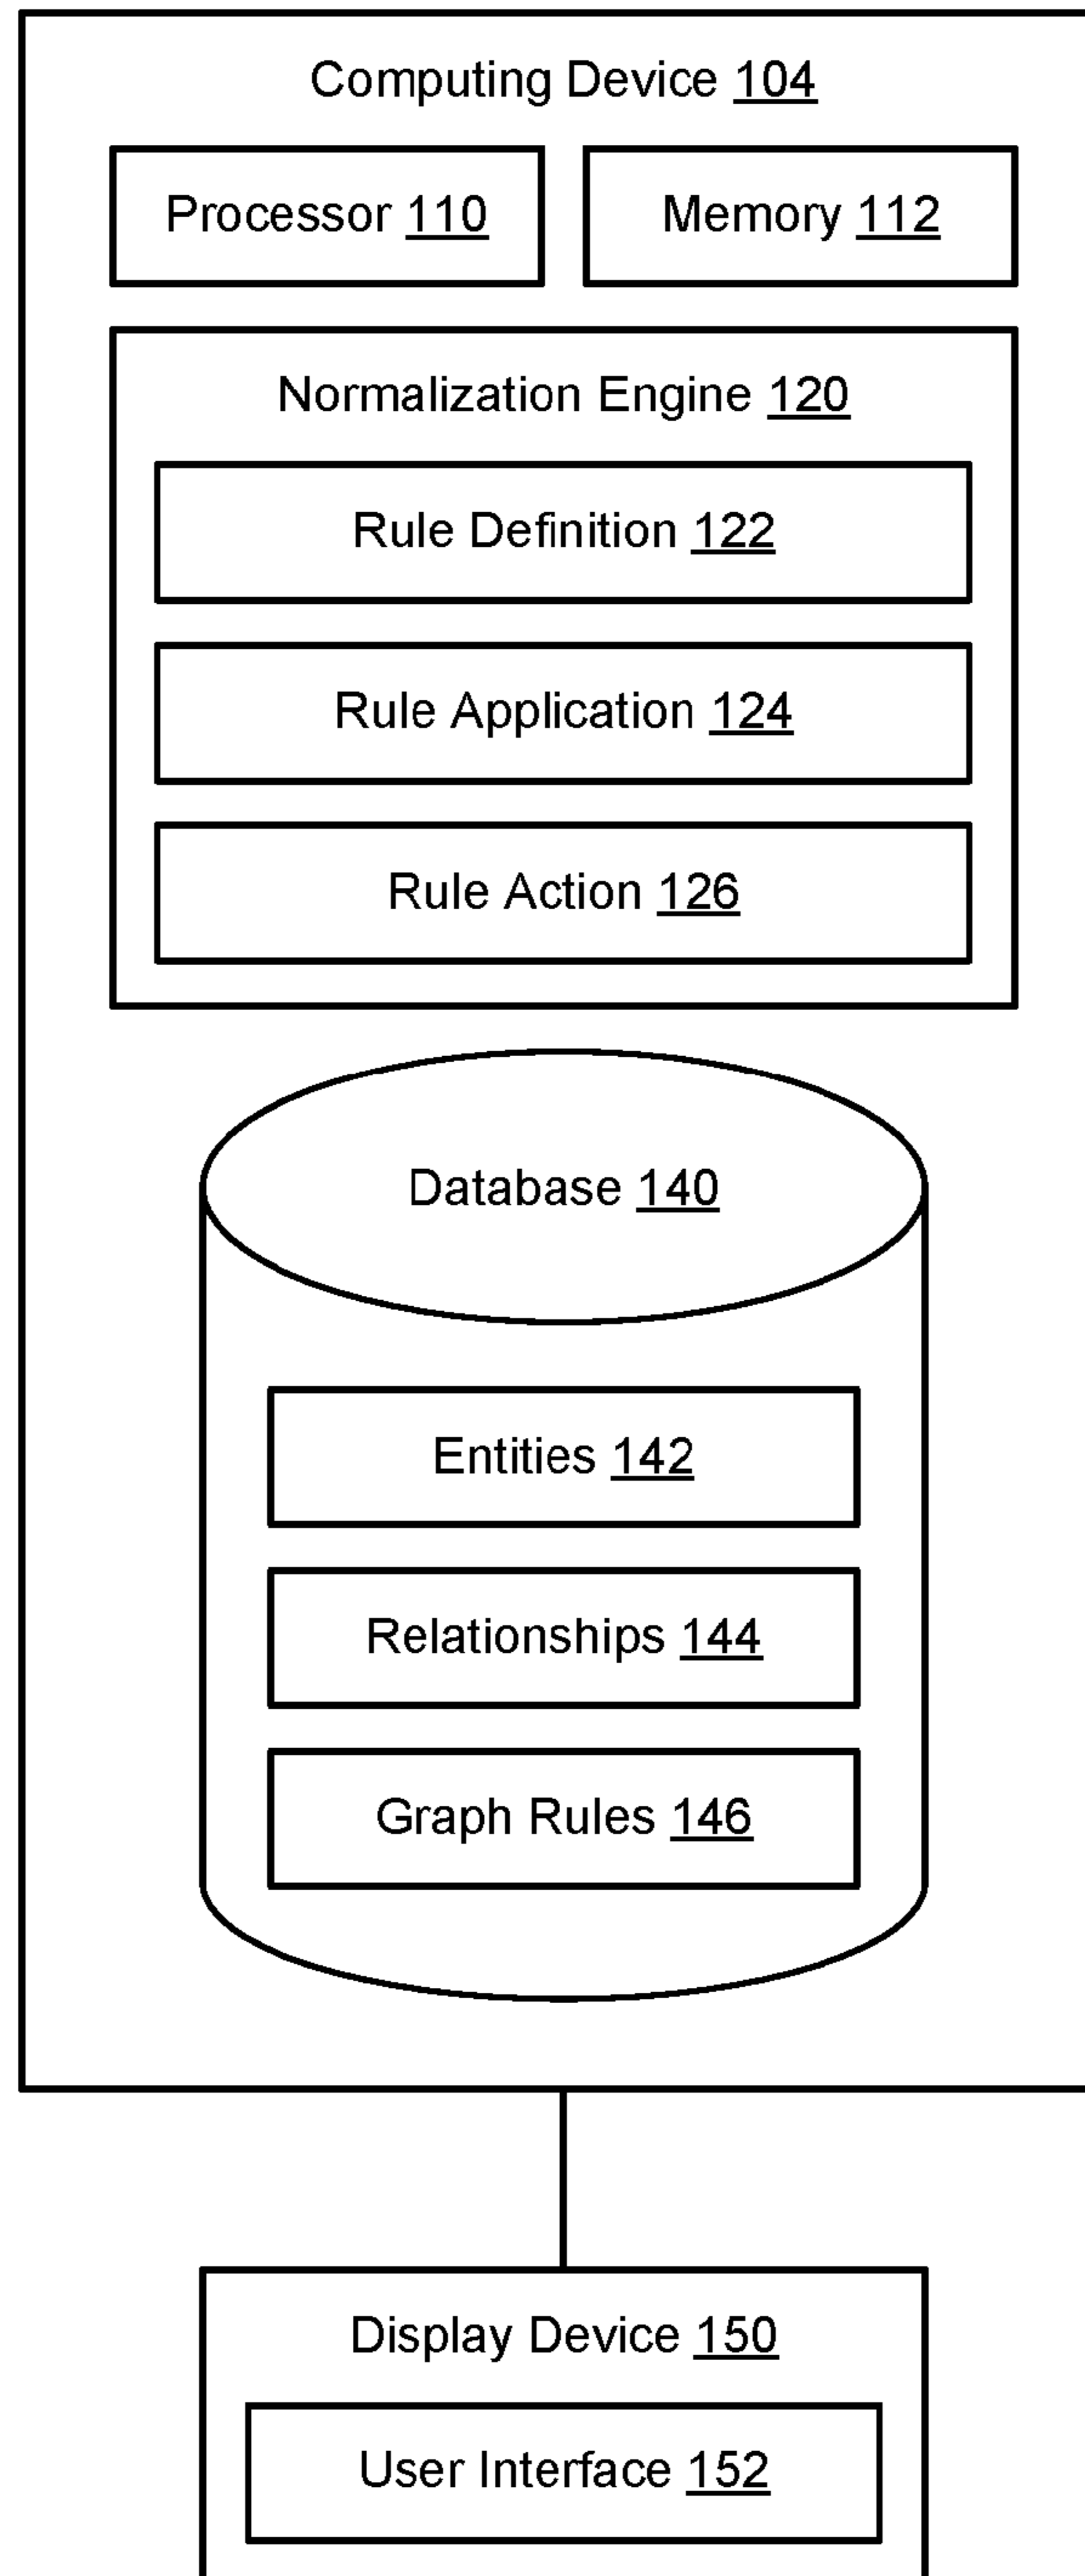 Computing Device 104
Processor 110
Memory 112
Normalization Engine 120
Rule Definition 122
Rule Application 124
Rule Action 126
Database 140
Entities 142
Relationships 144
Graph Rules 146
Display Device 150
User Interface 152